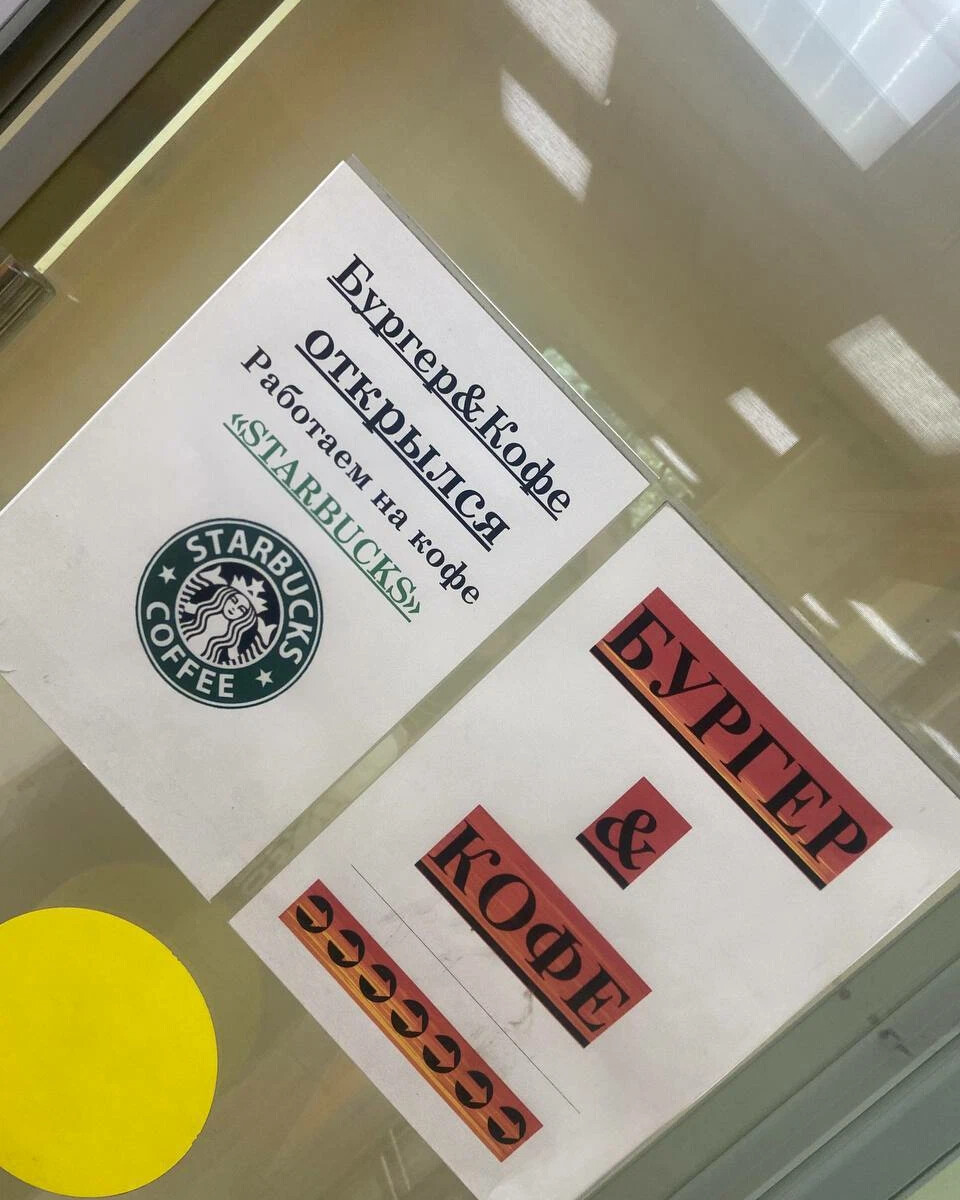 Бургер&Кофе
ОТКРЫЛСЯ
Работаем на кофе
«STARBUCKS»
STARBUCKS
COFFEE
БУРГЕР
&
КОФЕ